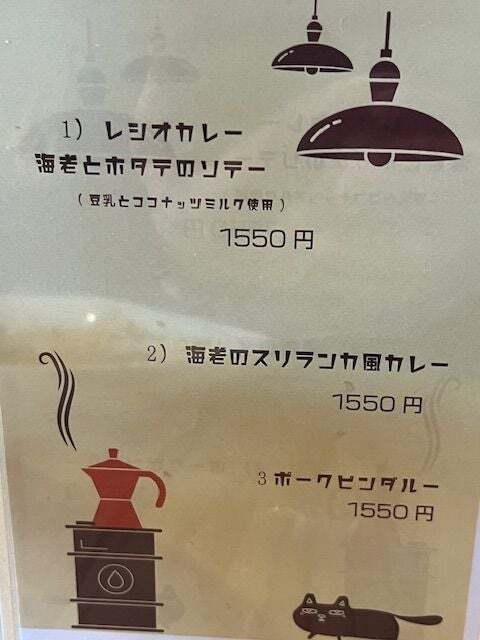 1) レシオカレー
海老とホタテのソテー
(豆乳とココナッツミルク使用)
1550円
2) 海老のスリランカ風カレー
1550円
3 ポークビンダルー
1550円